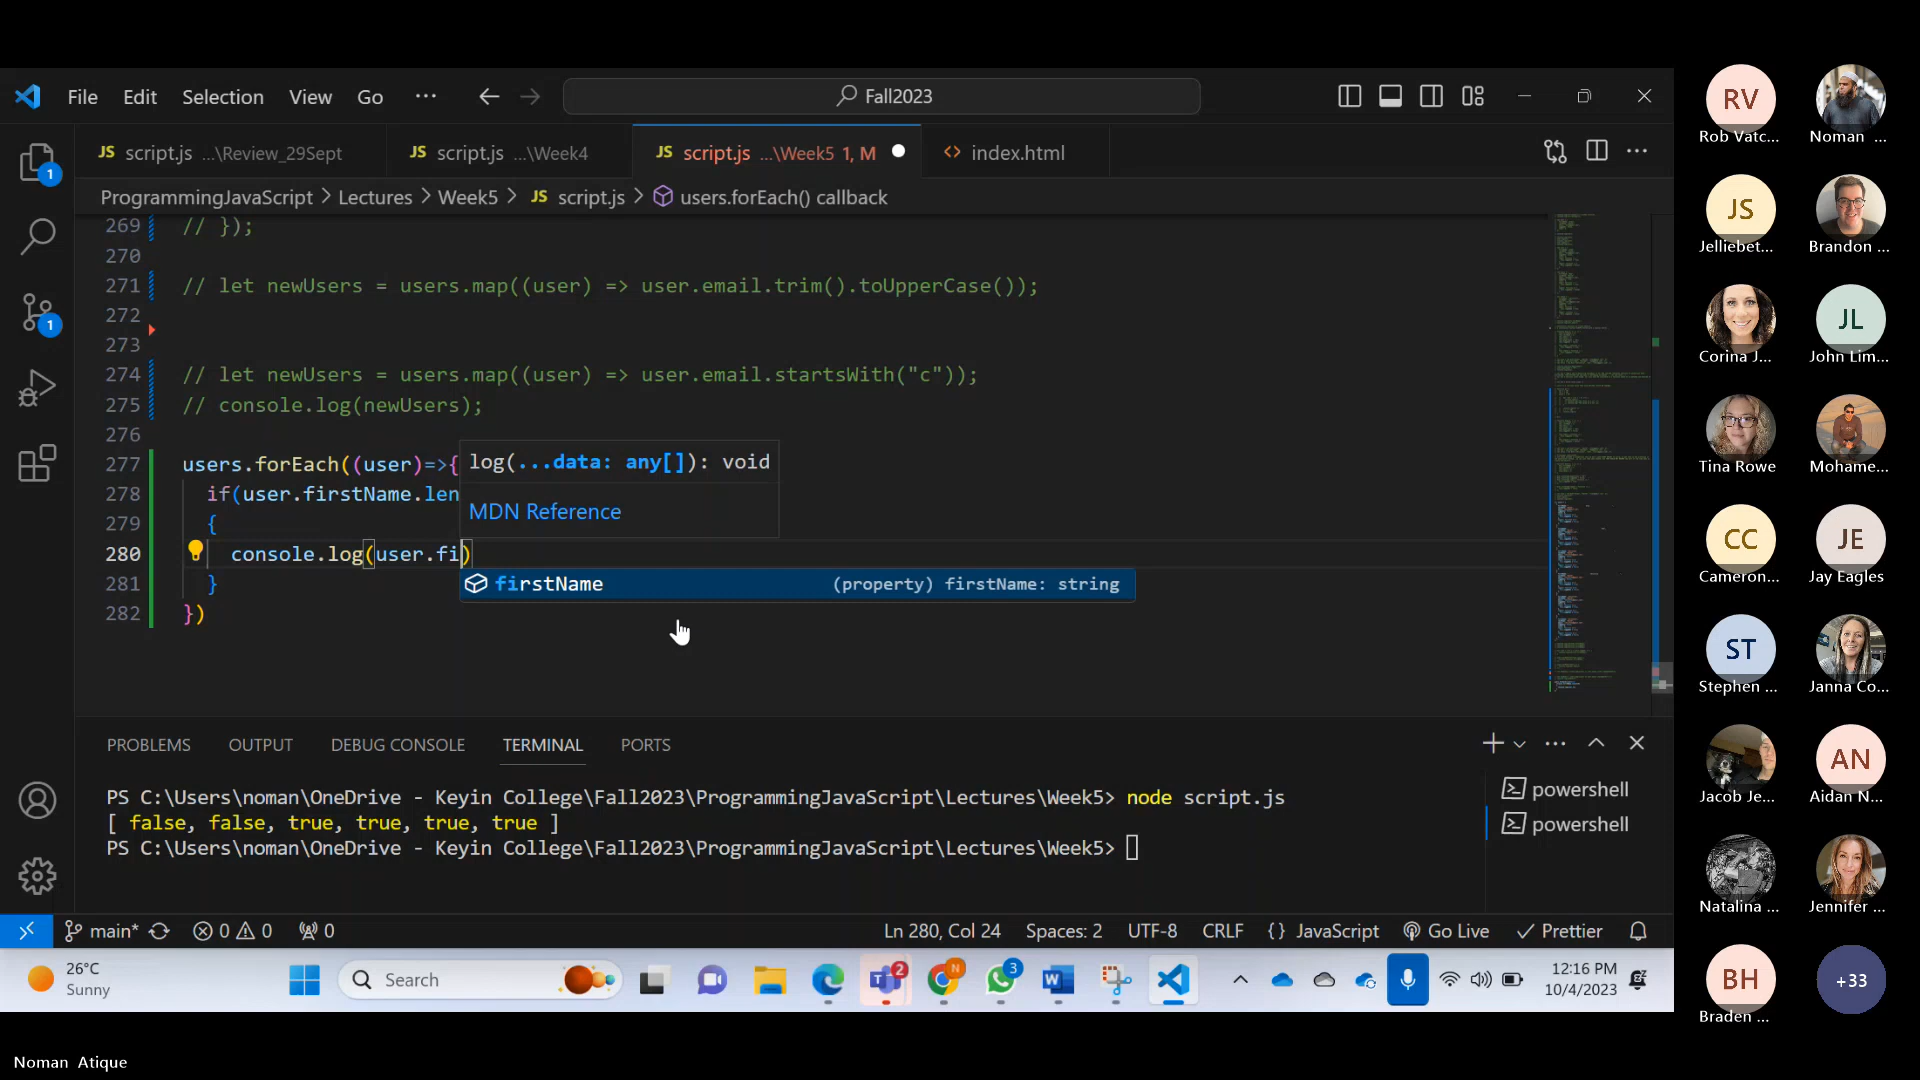 File Edit Selection View Go ··· Fall2023
JS script.js ...\Review_29Sept JS script.js ...\Week4 JS script.js ...\Week5 1, M <> index.html
ProgrammingJavaScript > Lectures > Week5 > JS script.js > users.forEach() callback
269 // });
270
271 // let newUsers = users.map((user) => user.email.trim().toUpperCase());
272
273
274 // let newUsers = users.map((user) => user.email.startsWith("c"));
275 // console.log(newUsers);
276
277 users.forEach((user)=>{
278 if(user.firstName.len
279 {
280 console.log(user.fi)
281 }
282 })
log(...data: any[]): void
MDN Reference
firstName (property) firstName: string
1
1
PROBLEMS OUTPUT DEBUG CONSOLE TERMINAL PORTS
PS C:\Users\noman\OneDrive - Keyin College\Fall2023\ProgrammingJavaScript\Lectures\Week5> node script.js
[ false, false, true, true, true, true ]
PS C:\Users\noman\OneDrive - Keyin College\Fall2023\ProgrammingJavaScript\Lectures\Week5>
powershell
powershell
main* 0 0 0 Ln 280, Col 24 Spaces: 2 UTF-8 CRLF {} JavaScript Go Live Prettier
26°C
Sunny
Search
2
N
3
12:16 PM
10/4/2023
RV
Rob Vatc... Noman ...
JS
Jelliebet... Brandon ...
JL
Corina J... John Lim...
Tina Rowe Mohame...
CC JE
Cameron... Jay Eagles
ST
Stephen ... Janna Co...
AN
Jacob Je... Aidan N...
Natalina ... Jennifer ...
BH +33
Braden ...
Noman Atique